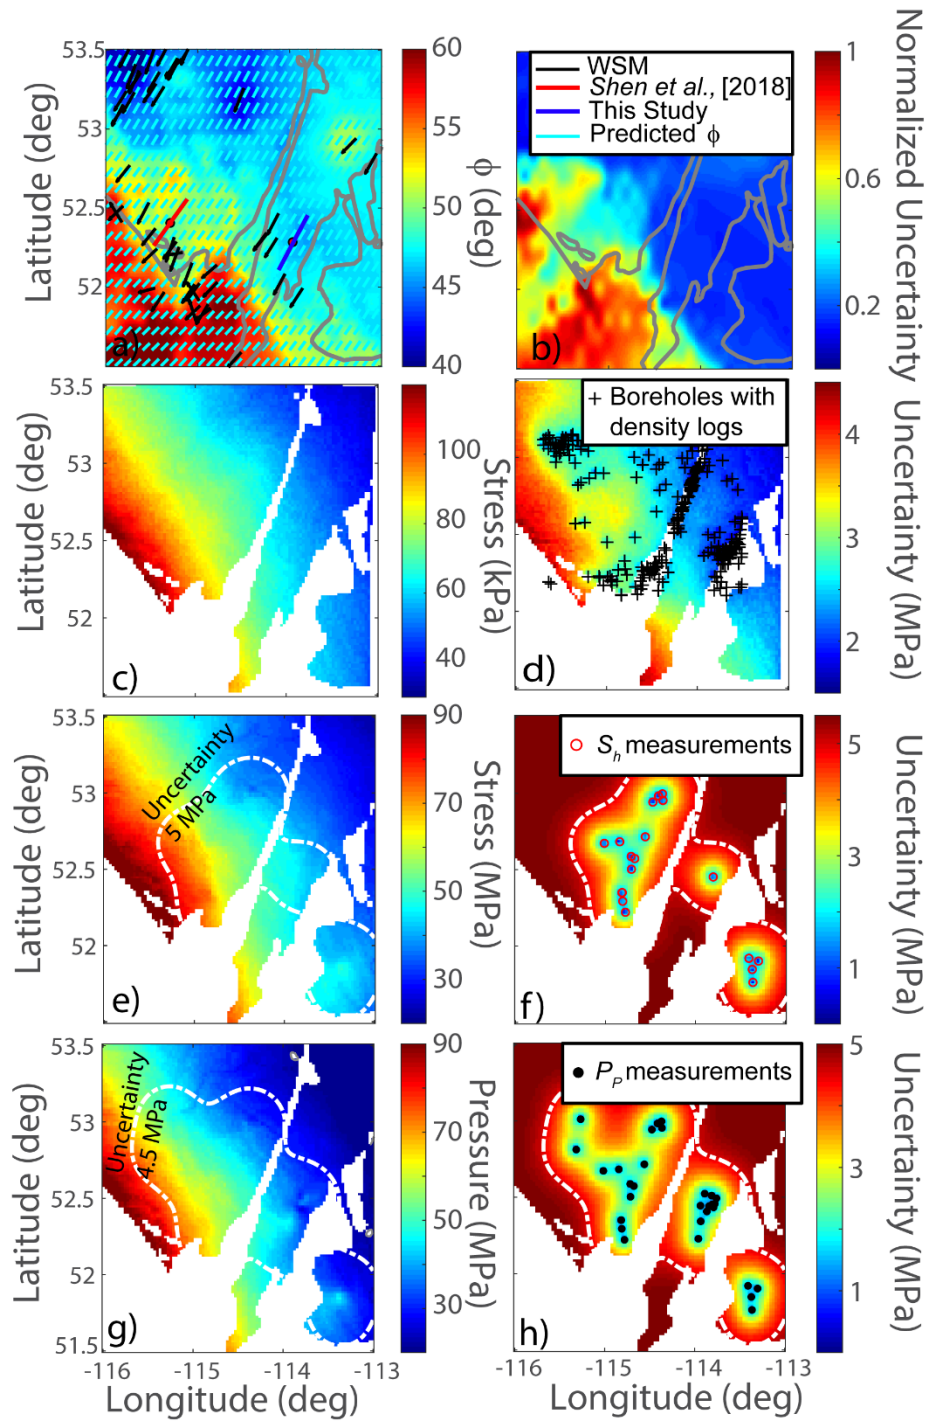 53.5
53
52.5
52
Latitude (deg)
a)
60
55
50
45
40
ϕ (deg)
WSM
Shen et al., [2018]
This Study
Predicted ϕ
b)
1
0.6
0.2
Normalized Uncertainty
53.5
53
52.5
52
Latitude (deg)
c)
100
80
60
40
Stress (kPa)
+ Boreholes with
density logs
d)
4
3
2
Uncertainty (MPa)
53.5
53
52.5
52
Latitude (deg)
Uncertainty
5 MPa
e)
90
70
50
30
Stress (MPa)
S_h measurements
f)
5
3
1
Uncertainty (MPa)
53.5
53
52.5
52
51.5
Latitude (deg)
Uncertainty
4.5 MPa
g)
90
70
50
30
Pressure (MPa)
P_P measurements
h)
5
3
1
Uncertainty (MPa)
-116 -115 -114 -113
Longitude (deg)
-116 -115 -114 -113
Longitude (deg)